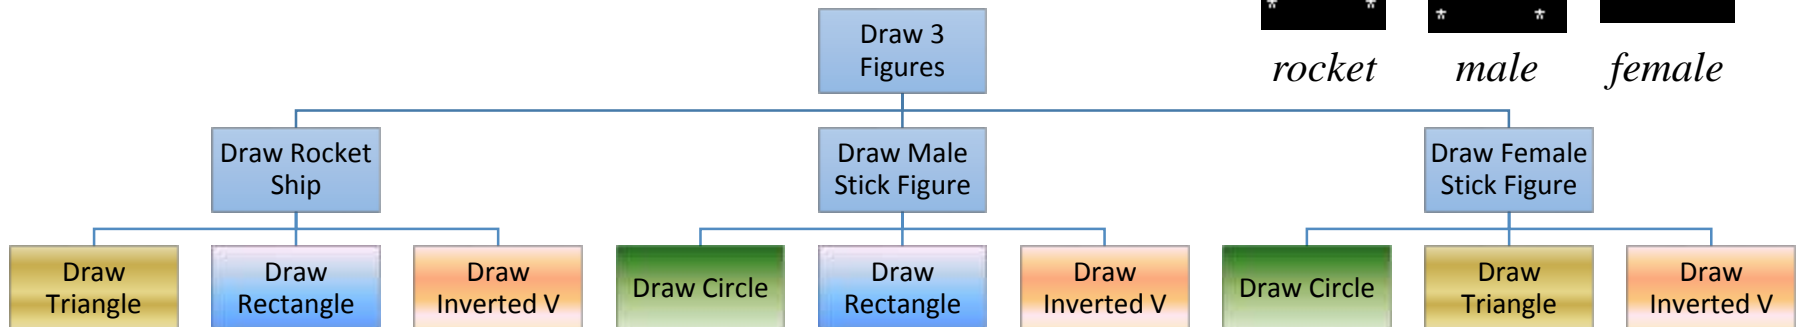 Draw 3
Figures
* *
* *
rocket male female
Draw Rocket
Ship
Draw Male
Stick Figure
Draw Female
Stick Figure
Draw
Triangle
Draw
Rectangle
Draw
Inverted V
Draw Circle
Draw
Rectangle
Draw
Inverted V
Draw Circle
Draw
Triangle
Draw
Inverted V